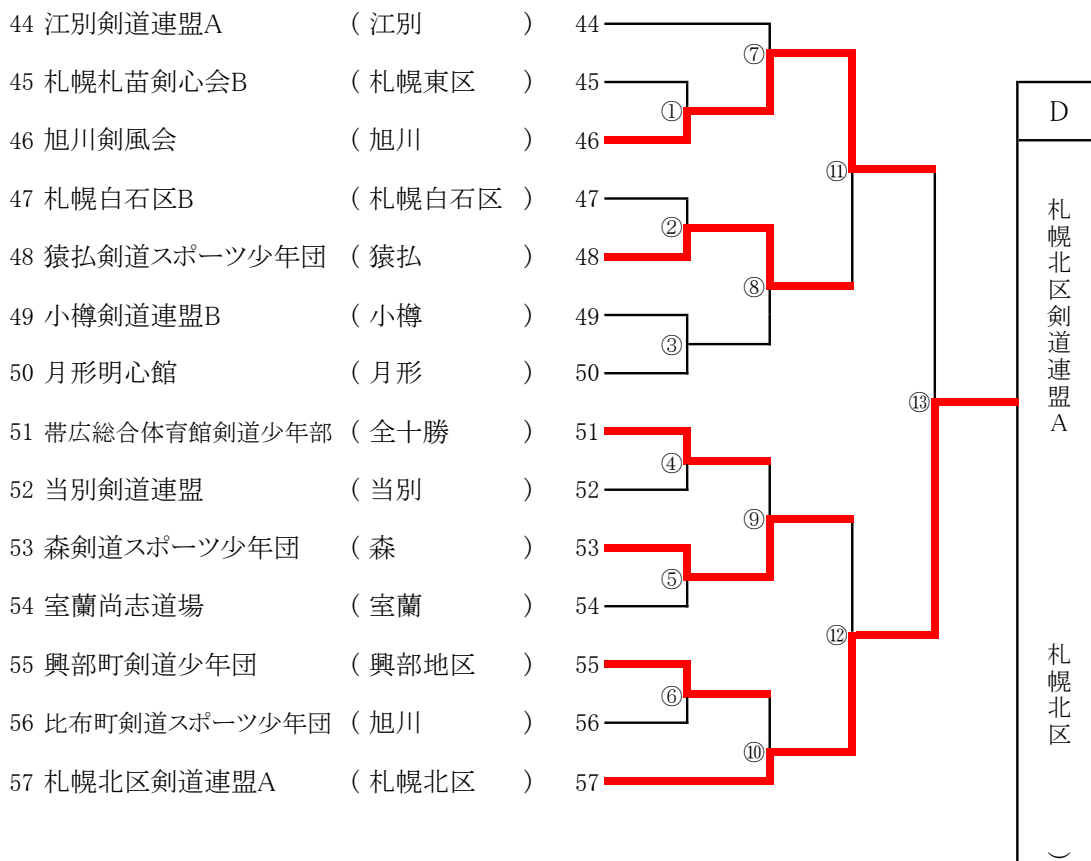 44 江別剣道連盟A ( 江別 ) 44
45 札幌札苗剣心会B ( 札幌東区 ) 45
46 旭川剣風会 ( 旭川 ) 46
47 札幌白石区B ( 札幌白石区 ) 47
48 猿払剣道スポーツ少年団 ( 猿払 ) 48
49 小樽剣道連盟B ( 小樽 ) 49
50 月形明心館 ( 月形 ) 50
51 帯広総合体育館剣道少年部 ( 全十勝 ) 51
52 当別剣道連盟 ( 当別 ) 52
53 森剣道スポーツ少年団 ( 森 ) 53
54 室蘭尚志道場 ( 室蘭 ) 54
55 興部町剣道少年団 ( 興部地区 ) 55
56 比布町剣道スポーツ少年団 ( 旭川 ) 56
57 札幌北区剣道連盟A ( 札幌北区 ) 57
①
②
③
④
⑤
⑥
⑦
⑧
⑨
⑩
⑪
⑫
⑬
D
札幌北区剣道連盟A
札幌北区 )